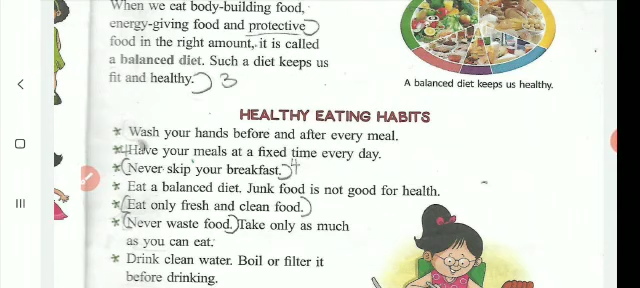 When we eat body-building food,
energy-giving food and protective
food in the right amount, it is called
a balanced diet. Such a diet keeps us
fit and healthy. 3
A balanced diet keeps us healthy.
HEALTHY EATING HABITS
* Wash your hands before and after every meal.
* Have your meals at a fixed time every day.
* Never skip your breakfast. 4
* Eat a balanced diet. Junk food is not good for health.
* Eat only fresh and clean food.
* Never waste food. Take only as much
as you can eat.
* Drink clean water. Boil or filter it
before drinking.